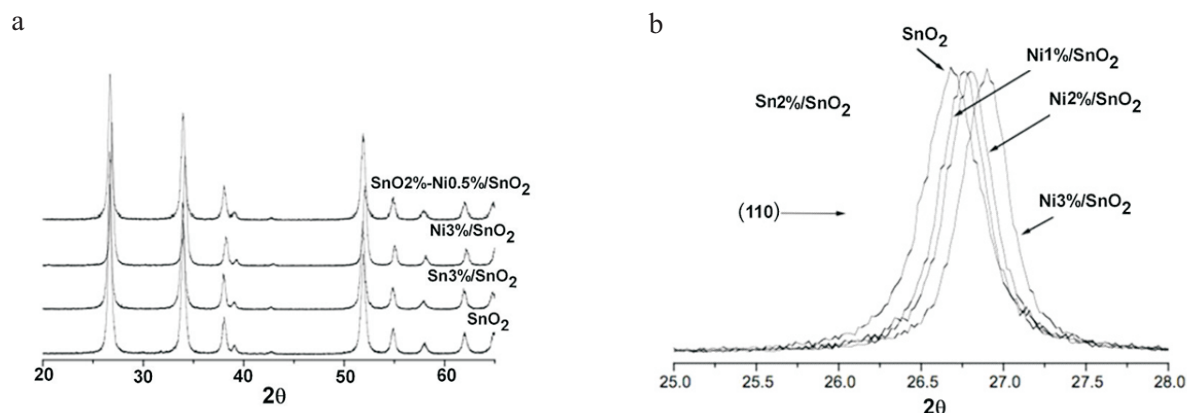 a
SnO2%-Ni0.5%/SnO₂
Ni3%/SnO₂
Sn3%/SnO₂
SnO₂
20 30 40 50 60
2θ
b
SnO₂
Ni1%/SnO₂
Sn2%/SnO₂
Ni2%/SnO₂
(110)
Ni3%/SnO₂
25.0 25.5 26.0 26.5 27.0 27.5 28.0
2θ